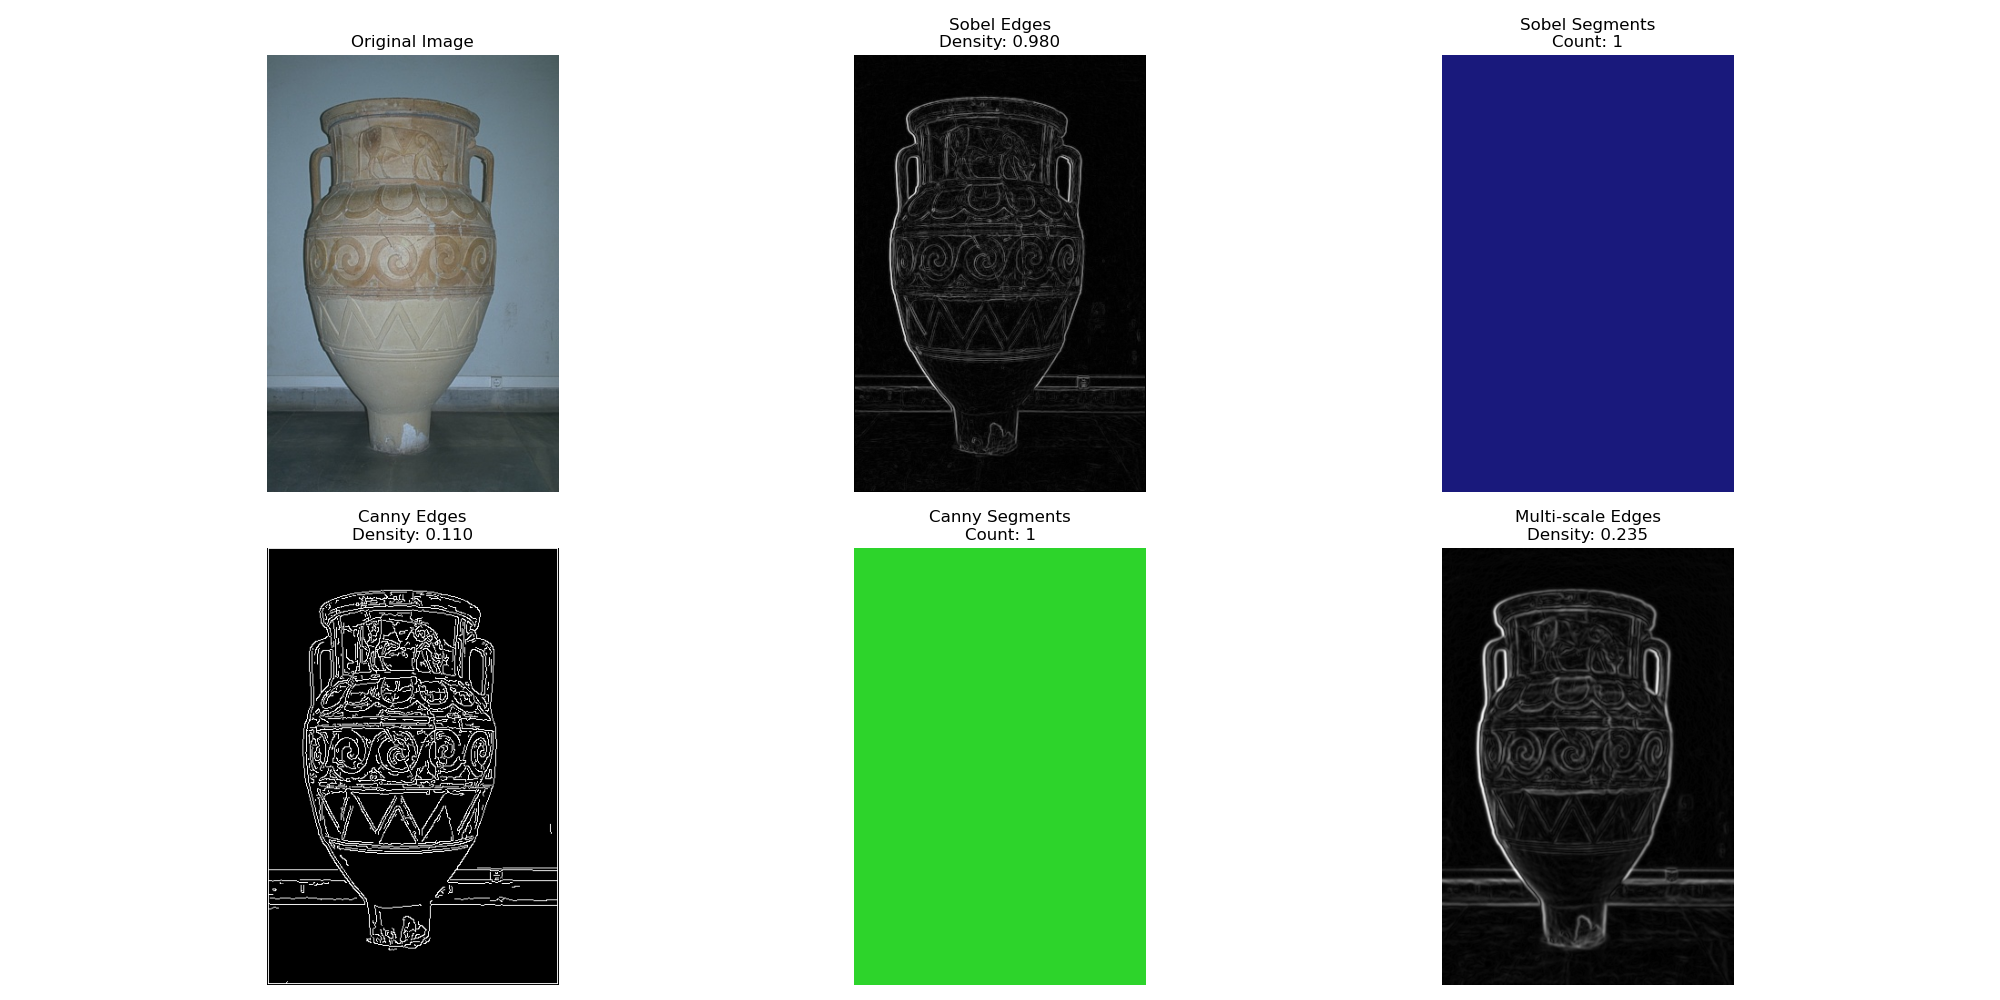 Original Image
Sobel Edges
Density: 0.980
Sobel Segments
Count: 1
Canny Edges
Density: 0.110
Canny Segments
Count: 1
Multi-scale Edges
Density: 0.235